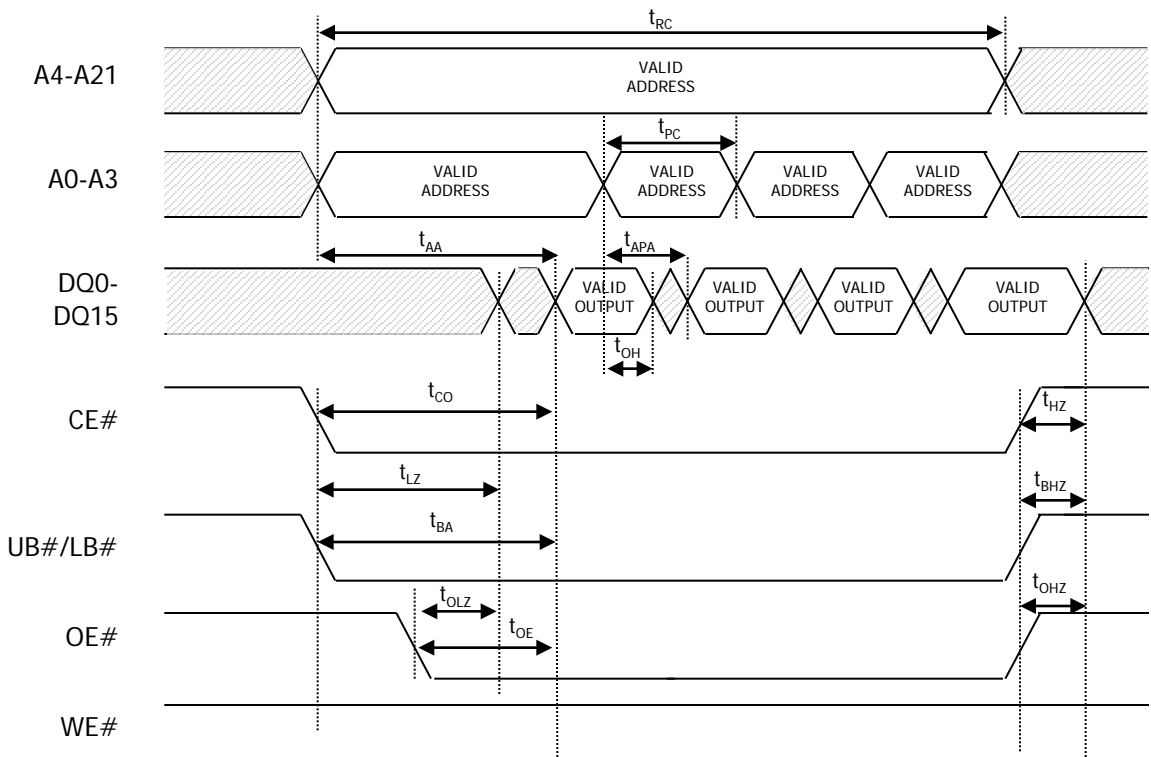 tRC
A4-A21
VALID
ADDRESS
tPC
A0-A3
VALID
ADDRESS
VALID
ADDRESS
VALID
ADDRESS
VALID
ADDRESS
tAA
tAPA
DQ0-
DQ15
VALID
OUTPUT
VALID
OUTPUT
VALID
OUTPUT
VALID
OUTPUT
tOH
CE#
tCO
tHZ
tLZ
tBHZ
UB#/LB#
tBA
OE#
tOLZ
tOHZ
tOE
WE#